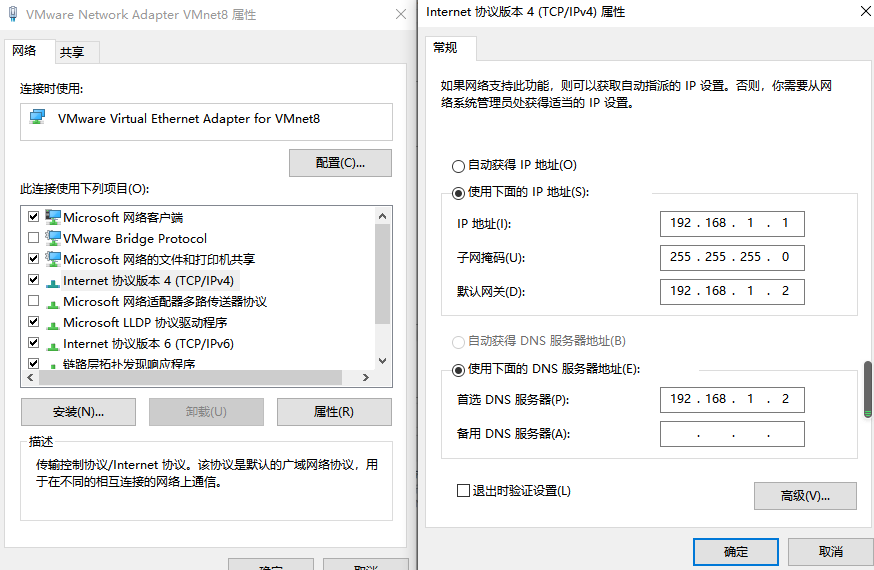 VMware Network Adapter VMnet8 属性
网络
共享
连接时使用:
VMware Virtual Ethernet Adapter for VMnet8
配置(C)...
此连接使用下列项目(O):
Microsoft 网络客户端
VMware Bridge Protocol
Microsoft 网络的文件和打印机共享
Internet 协议版本 4 (TCP/IPv4)
Microsoft 网络适配器多路传送器协议
Microsoft LLDP 协议驱动程序
Internet 协议版本 6 (TCP/IPv6)
链路层拓扑发现响应程序
安装(N)...
卸载(U)
属性(R)
描述
传输控制协议/Internet 协议。该协议是默认的广域网络协议，用
于在不同的相互连接的网络上通信。
确定
取消
Internet 协议版本 4 (TCP/IPv4) 属性
常规
如果网络支持此功能，则可以获取自动指派的 IP 设置。否则，你需要从网
络系统管理员处获得适当的 IP 设置。
自动获得 IP 地址(O)
使用下面的 IP 地址(S):
IP 地址(I):
192 . 168 . 1 . 1
子网掩码(U):
255 . 255 . 255 . 0
默认网关(D):
192 . 168 . 1 . 2
自动获得 DNS 服务器地址(B)
使用下面的 DNS 服务器地址(E):
首选 DNS 服务器(P):
192 . 168 . 1 . 2
备用 DNS 服务器(A):
. . .
退出时验证设置(L)
高级(V)...
确定
取消